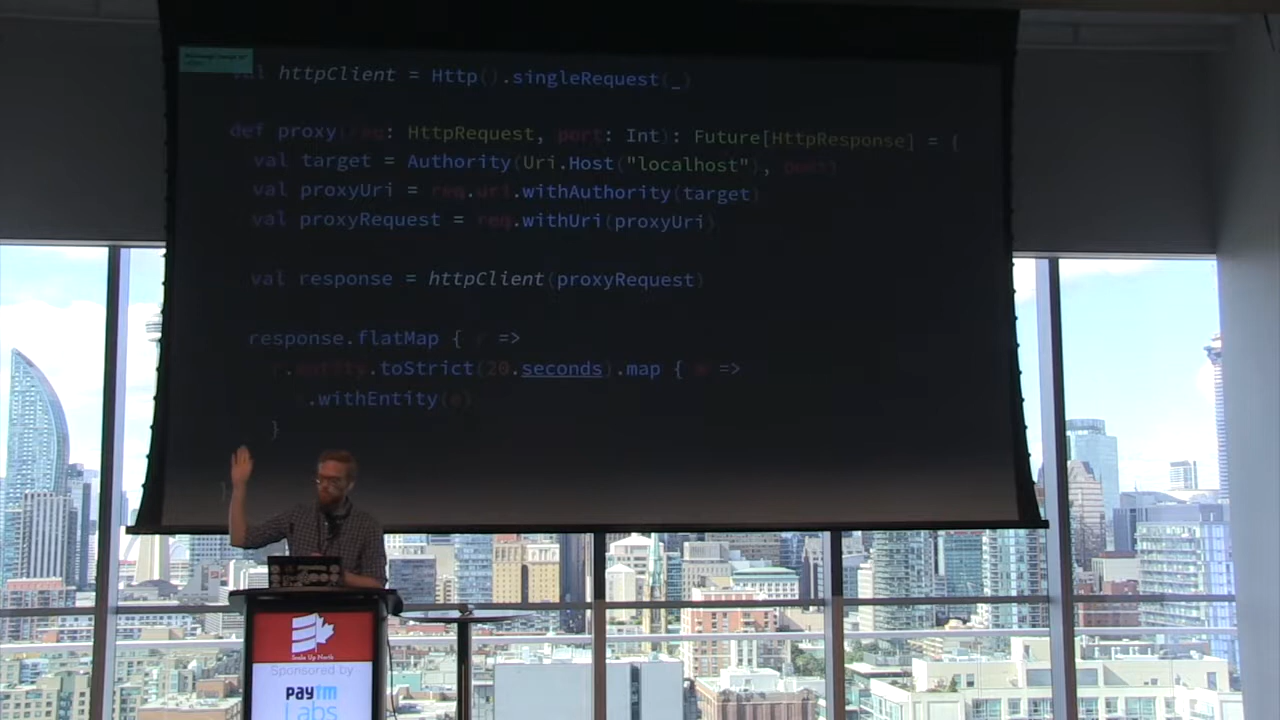 val httpClient = Http().singleRequest(_)
def proxy(req: HttpRequest, port: Int): Future[HttpResponse] = {
val target = Authority(Uri.Host("localhost"), port)
val proxyUri = req.uri.withAuthority(target)
val proxyRequest = req.withUri(proxyUri)
val response = httpClient(proxyRequest)
response.flatMap { r =>
r.entity.toStrict(20.seconds).map { e =>
r.withEntity(e)
}
}
Scale Up North
Sponsored by
paytm
Labs